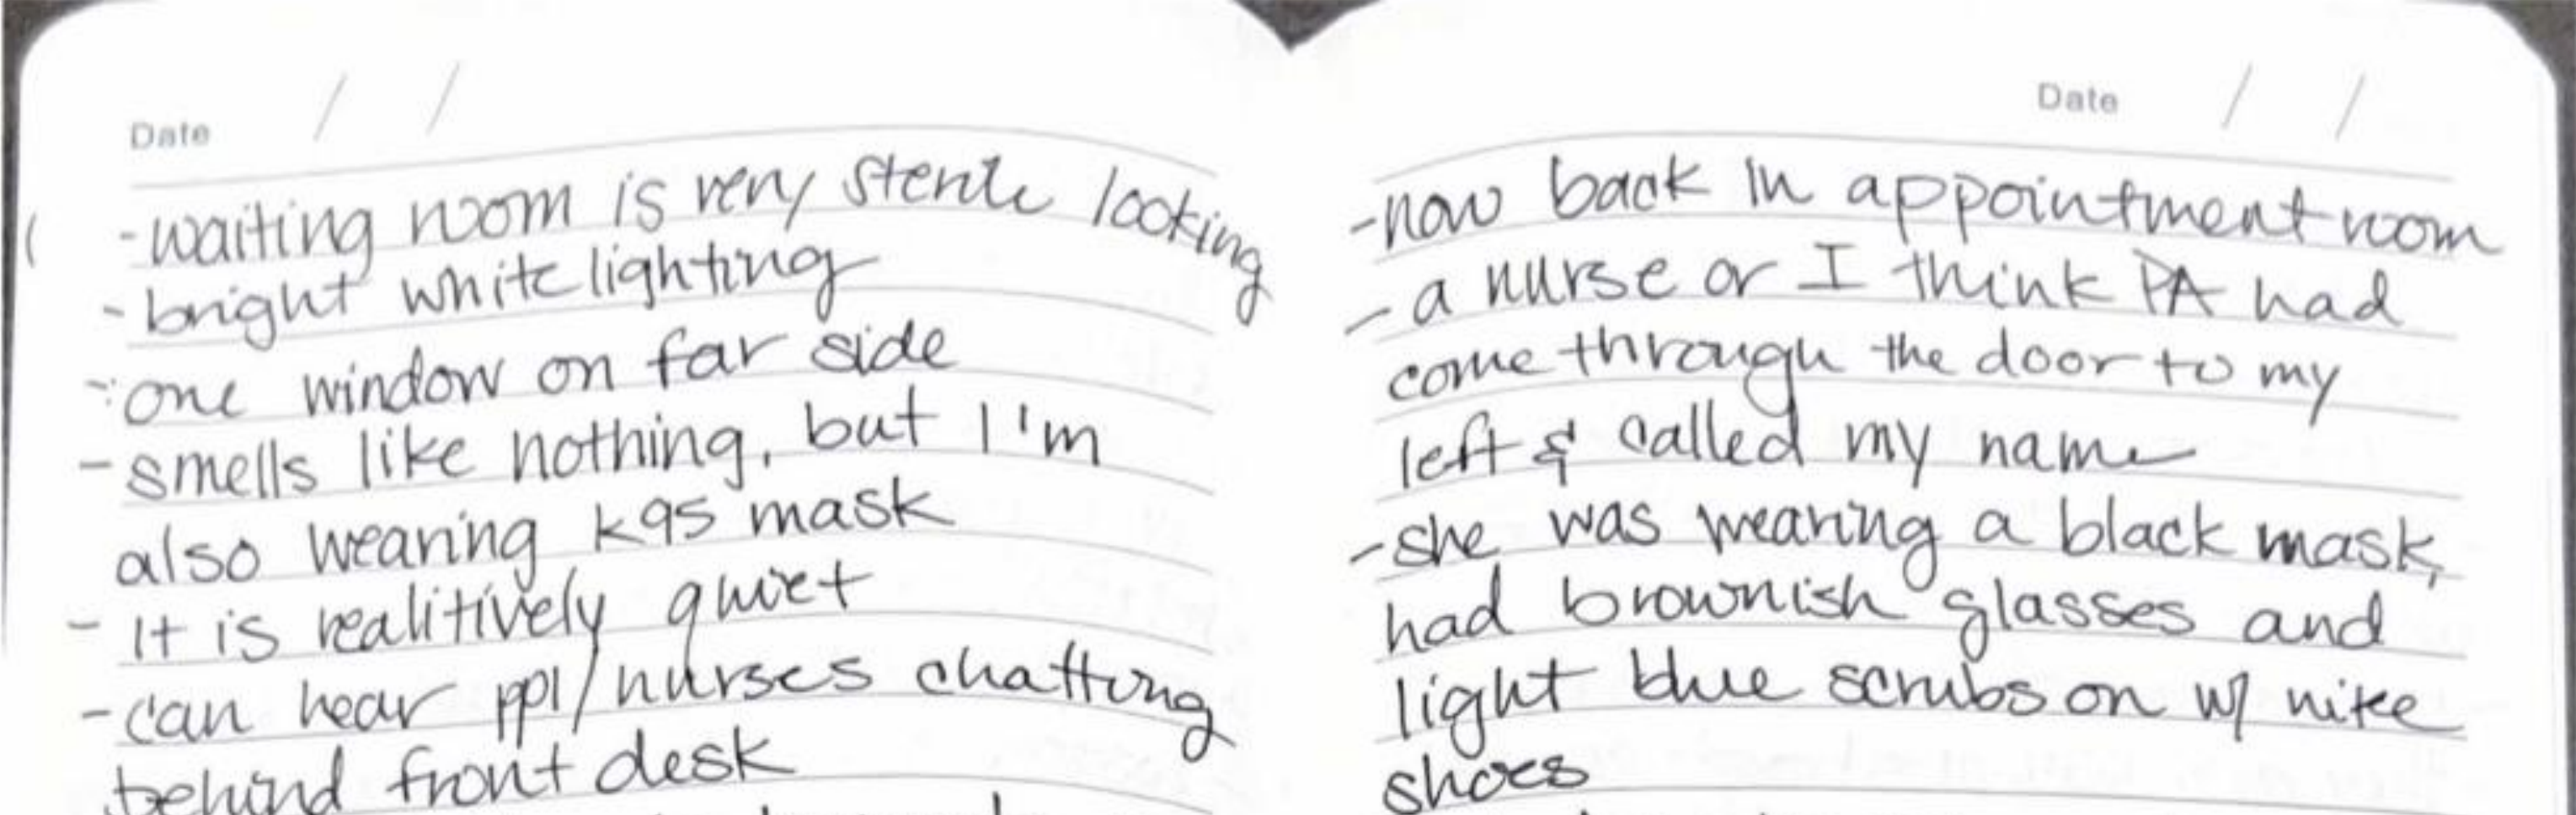 Date / /
- waiting room is very sterile looking
- bright white lighting
- one window on far side
- smells like nothing, but I'm
also wearing k95 mask
- It is realitively quiet
- can hear ppl/nurses chatting
behind front desk
Date / /
- now back in appointment room
- a nurse or I think PA had
come through the door to my
left & called my name
- she was wearing a black mask,
had brownish glasses and
light blue scrubs on w/ nike
shoes